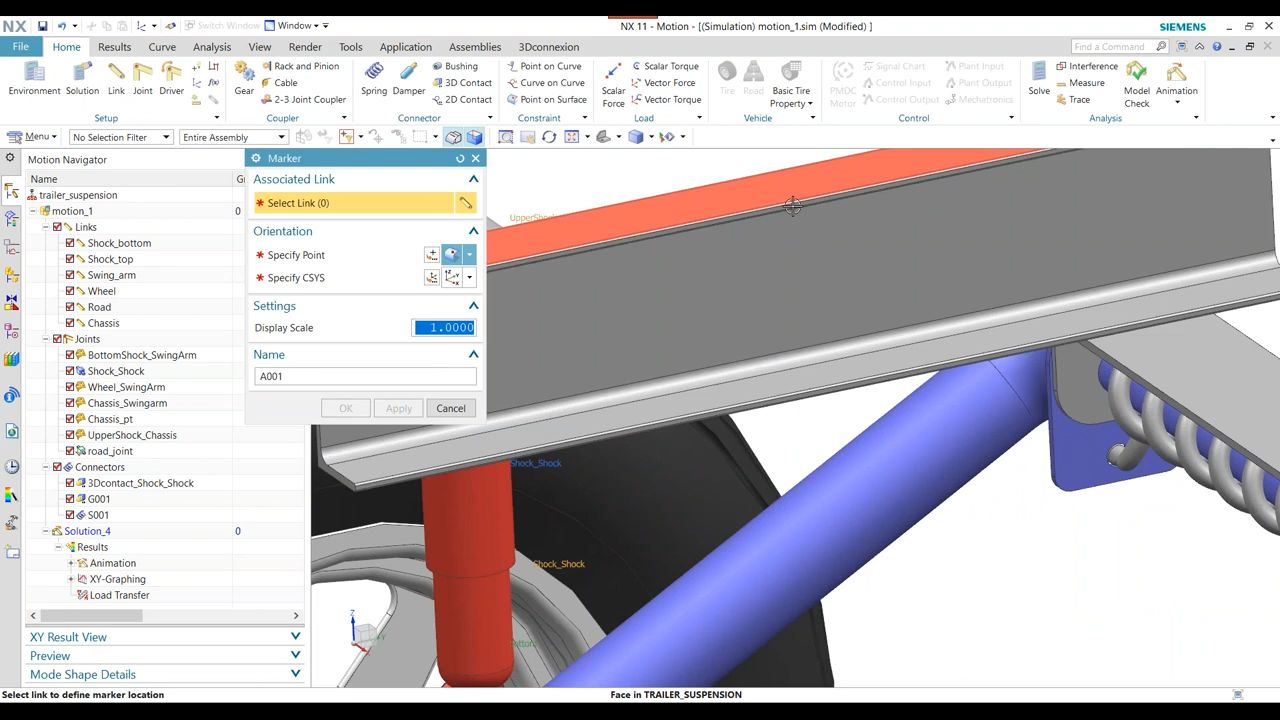 NX
Switch Window
Window
NX 11 - Motion - [(Simulation) motion_1.sim (Modified) ]
SIEMENS
File
Home
Results
Curve
Analysis
View
Render
Tools
Application
Assemblies
3Dconnexion
Find a Command
Environment
Solution
Link
Joint
Driver
Setup
Gear
Rack and Pinion
Cable
2-3 Joint Coupler
Coupler
Spring
Damper
Bushing
3D Contact
2D Contact
Connector
Point on Curve
Curve on Curve
Point on Surface
Constraint
Scalar Force
Scalar Torque
Vector Force
Vector Torque
Load
Tire
Road
Basic Tire Property
Vehicle
PMDC Motor
Signal Chart
Control Input
Control Output
Plant Input
Plant Output
Mechatronics
Control
Solve
Interference
Measure
Trace
Model Check
Animation
Analysis
Menu
No Selection Filter
Entire Assembly
Motion Navigator
Name
trailer_suspension
motion_1
0
Links
Shock_bottom
Shock_top
Swing_arm
Wheel
Road
Chassis
Joints
BottomShock_SwingArm
Shock_Shock
Wheel_SwingArm
Chassis_Swingarm
Chassis_pt
UpperShock_Chassis
road_joint
Connectors
3Dcontact_Shock_Shock
G001
S001
Solution_4
0
Results
Animation
XY-Graphing
Load Transfer
XY Result View
Preview
Mode Shape Details
Marker
Associated Link
* Select Link (0)
Orientation
* Specify Point
* Specify CSYS
Settings
Display Scale
1.0000
Name
A001
OK
Apply
Cancel
Shock_Shock
Shock_Shock
Z
Select link to define marker location
Face in TRAILER_SUSPENSION